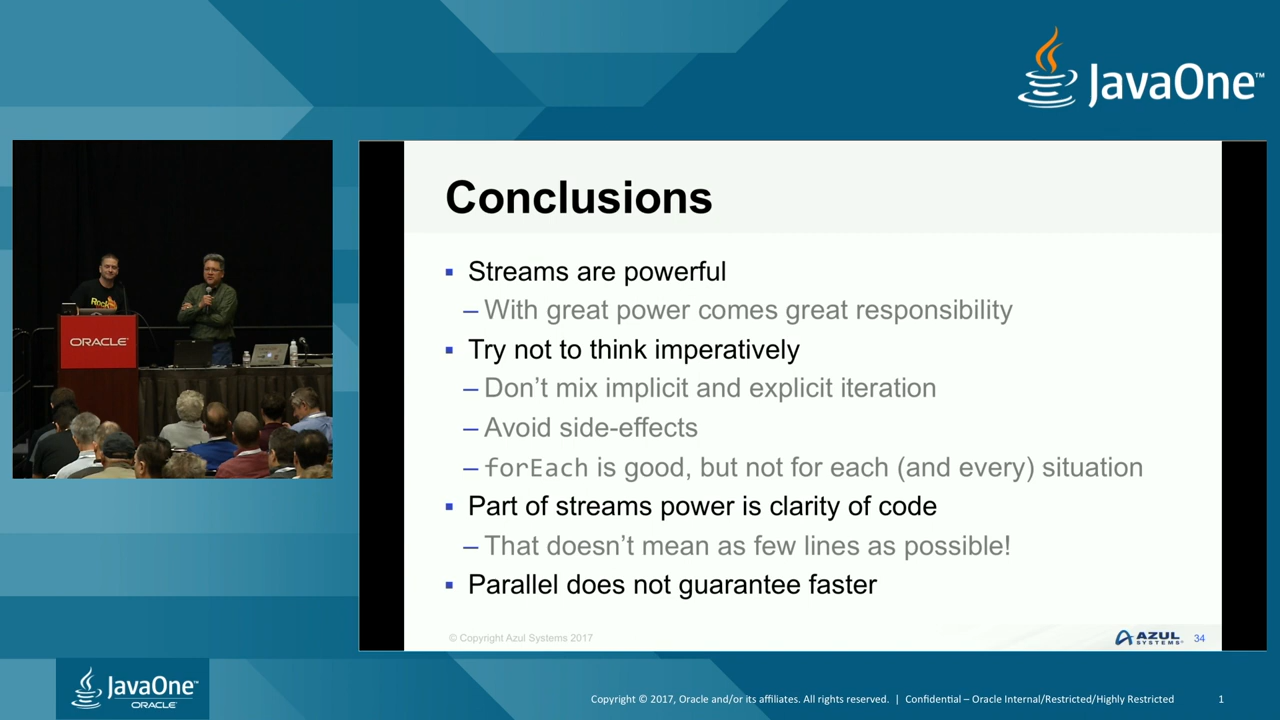 JavaOne™
Conclusions
▪ Streams are powerful
– With great power comes great responsibility
▪ Try not to think imperatively
– Don’t mix implicit and explicit iteration
– Avoid side-effects
– forEach is good, but not for each (and every) situation
▪ Part of streams power is clarity of code
– That doesn’t mean as few lines as possible!
▪ Parallel does not guarantee faster
© Copyright Azul Systems 2017
AZUL
SYSTEMS®
34
ORACLE
JavaOne™
ORACLE
Copyright © 2017, Oracle and/or its affiliates. All rights reserved. | Confidential – Oracle Internal/Restricted/Highly Restricted 1